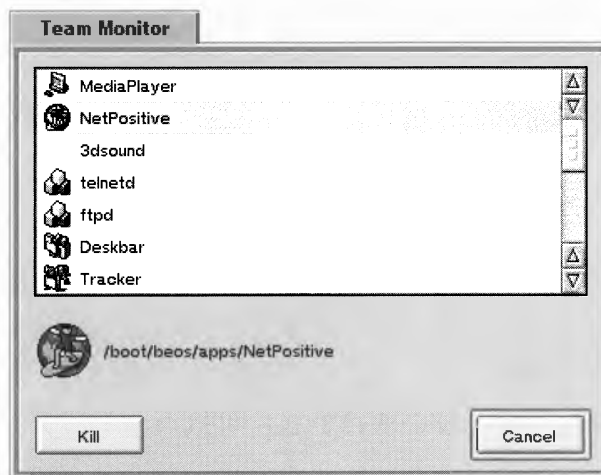 Team Monitor
MediaPlayer
NetPositive
3dsound
telnetd
ftpd
Deskbar
Tracker
/boot/beos/apps/NetPositive
Kill
Cancel